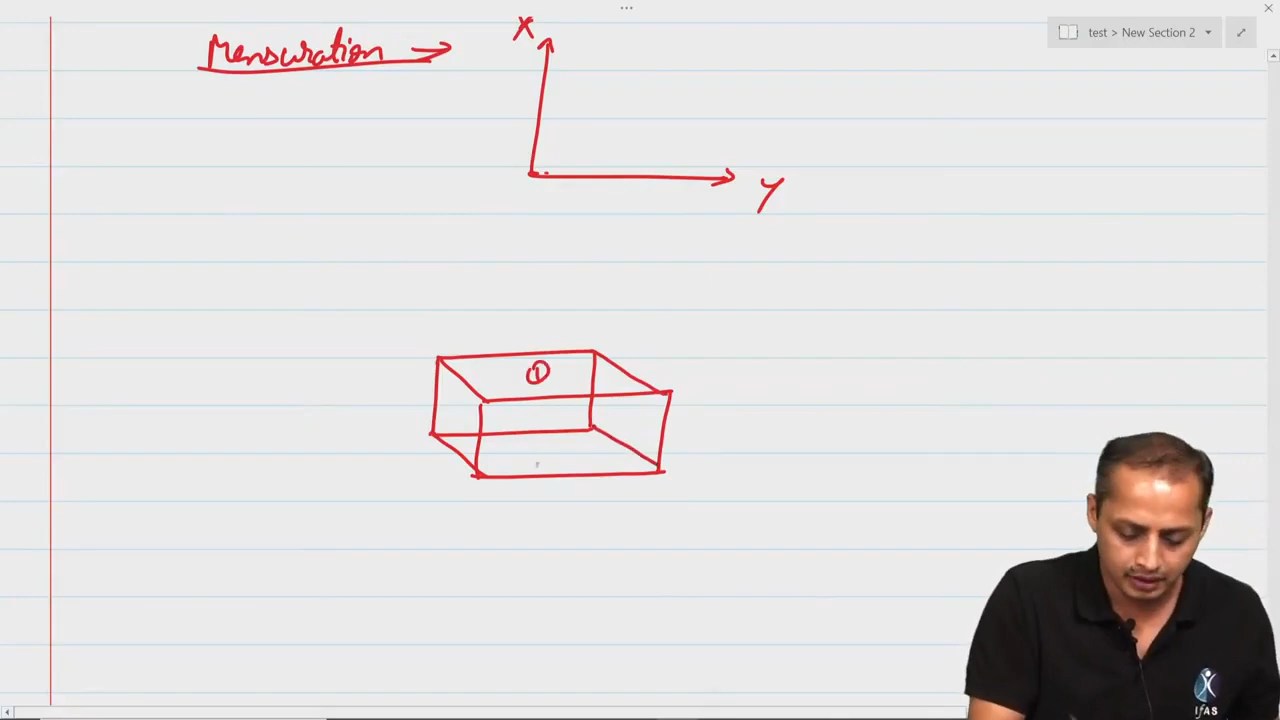 Mensuration
X
Y
①
test > New Section 2
IFAS